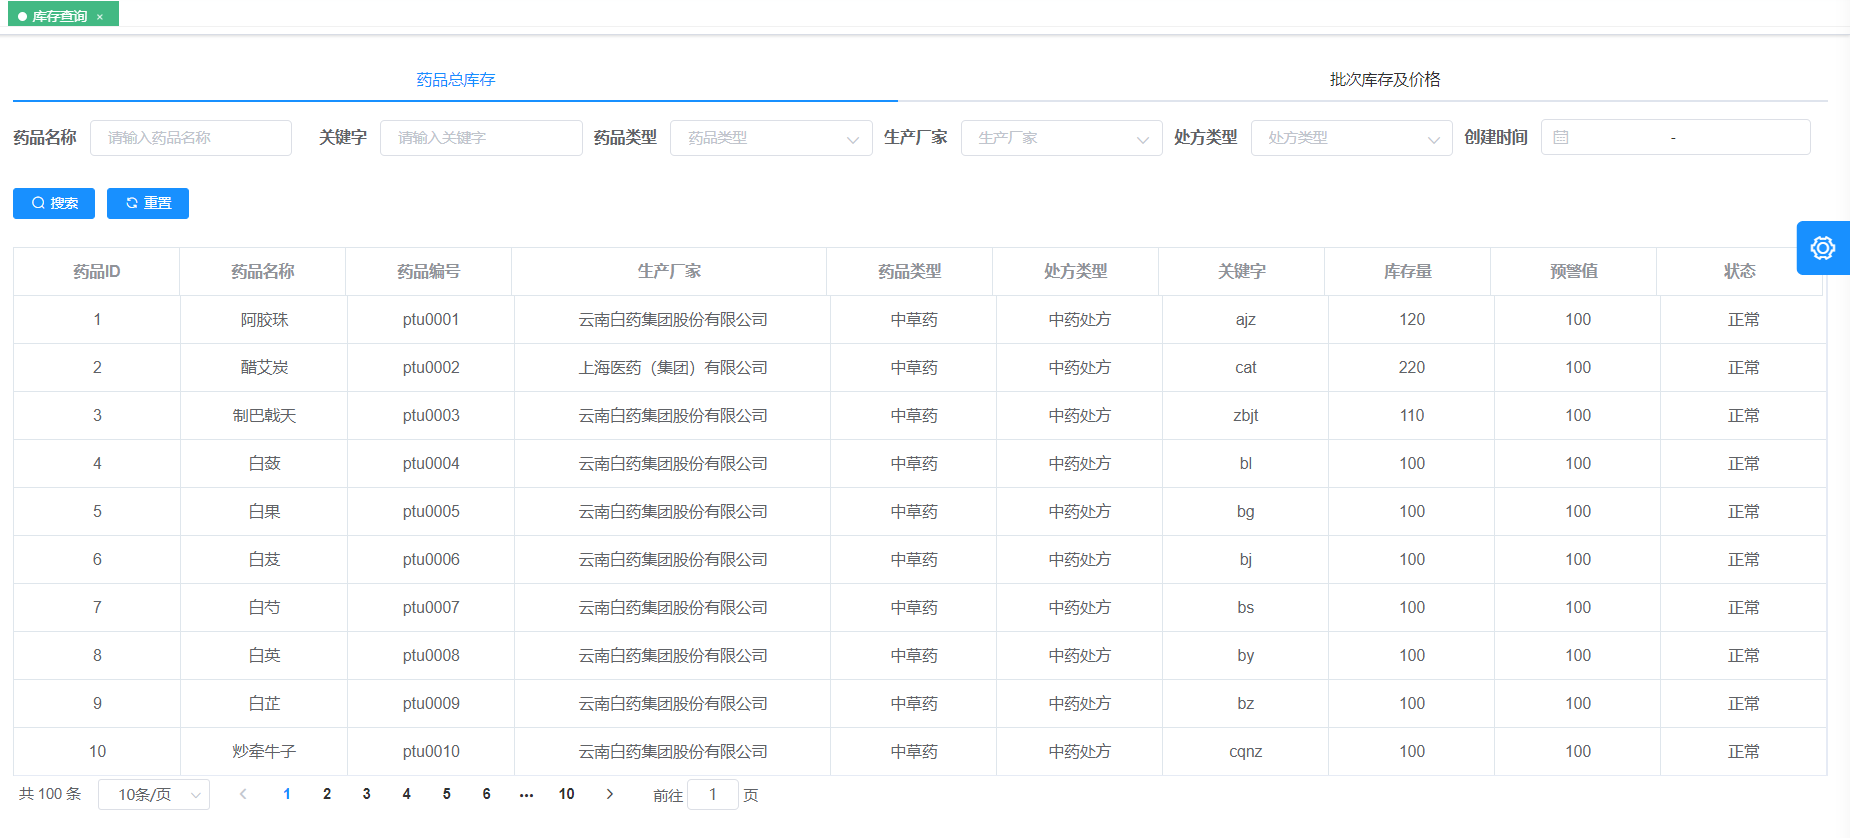 库存查询 ×
药品总库存 批次库存及价格
药品名称 请输入药品名称 关键字 请输入关键字 药品类型 药品类型 生产厂家 生产厂家 处方类型 处方类型 创建时间 -
搜索 重置
药品ID 药品名称 药品编号 生产厂家 药品类型 处方类型 关键字 库存量 预警值 状态
1 阿胶珠 ptu0001 云南白药集团股份有限公司 中草药 中药处方 ajz 120 100 正常
2 醋艾炭 ptu0002 上海医药（集团）有限公司 中草药 中药处方 cat 220 100 正常
3 制巴戟天 ptu0003 云南白药集团股份有限公司 中草药 中药处方 zbjt 110 100 正常
4 白蔹 ptu0004 云南白药集团股份有限公司 中草药 中药处方 bl 100 100 正常
5 白果 ptu0005 云南白药集团股份有限公司 中草药 中药处方 bg 100 100 正常
6 白芨 ptu0006 云南白药集团股份有限公司 中草药 中药处方 bj 100 100 正常
7 白芍 ptu0007 云南白药集团股份有限公司 中草药 中药处方 bs 100 100 正常
8 白英 ptu0008 云南白药集团股份有限公司 中草药 中药处方 by 100 100 正常
9 白芷 ptu0009 云南白药集团股份有限公司 中草药 中药处方 bz 100 100 正常
10 炒牵牛子 ptu0010 云南白药集团股份有限公司 中草药 中药处方 cqnz 100 100 正常
共 100 条 10条/页 1 2 3 4 5 6 ... 10 前往 1 页